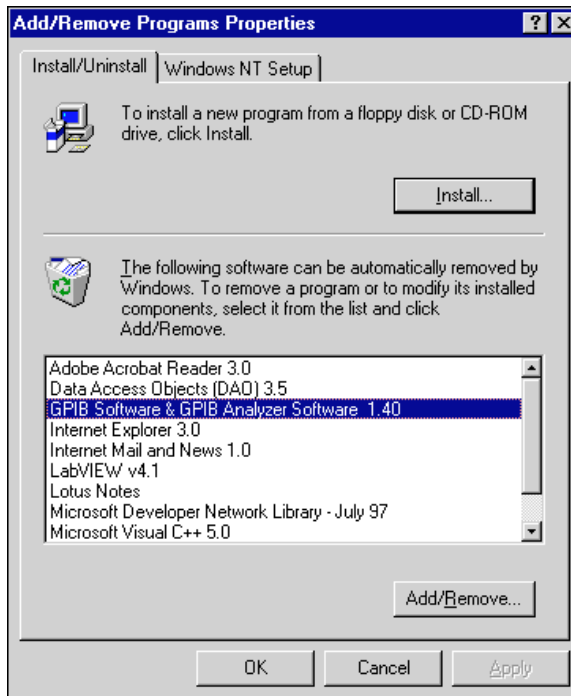 Add/Remove Programs Properties
Install/Uninstall
Windows NT Setup
To install a new program from a floppy disk or CD-ROM
drive, click Install.
Install...
The following software can be automatically removed by
Windows. To remove a program or to modify its installed
components, select it from the list and click
Add/Remove.
Adobe Acrobat Reader 3.0
Data Access Objects (DAO) 3.5
GPIB Software & GPIB Analyzer Software 1.40
Internet Explorer 3.0
Internet Mail and News 1.0
LabVIEW v4.1
Lotus Notes
Microsoft Developer Network Library - July 97
Microsoft Visual C++ 5.0
Add/Remove...
OK
Cancel
Apply